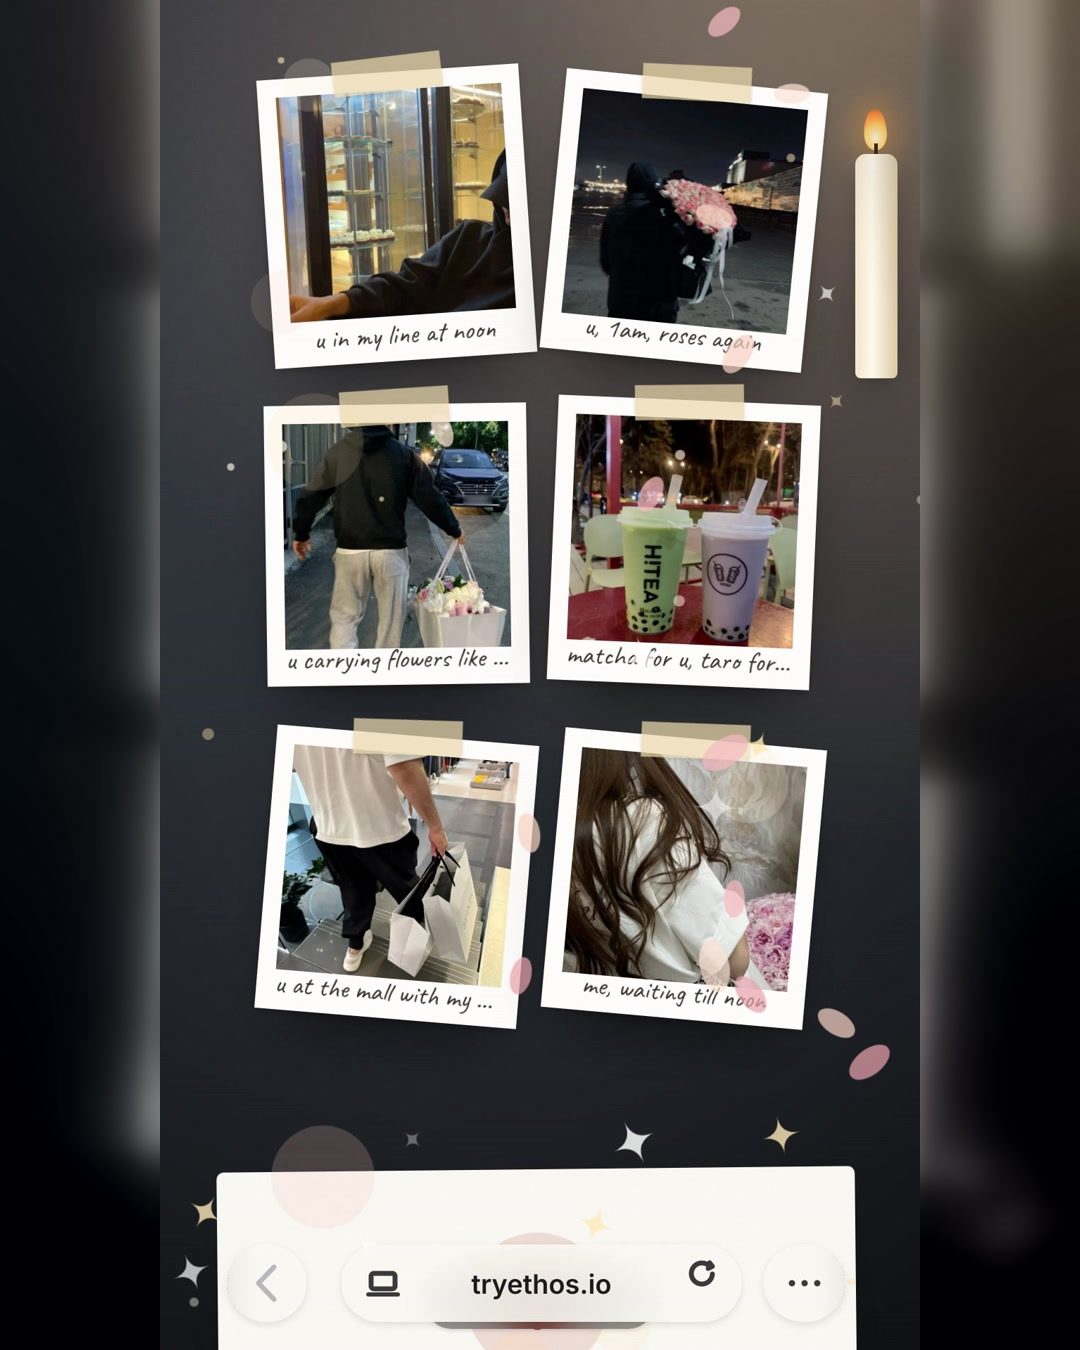 u in my line at noon
u, 1am, roses again
u carrying flowers like ...
H!TEA
matcha for u, taro for...
u at the mall with my ...
me, waiting till noon
tryethos.io